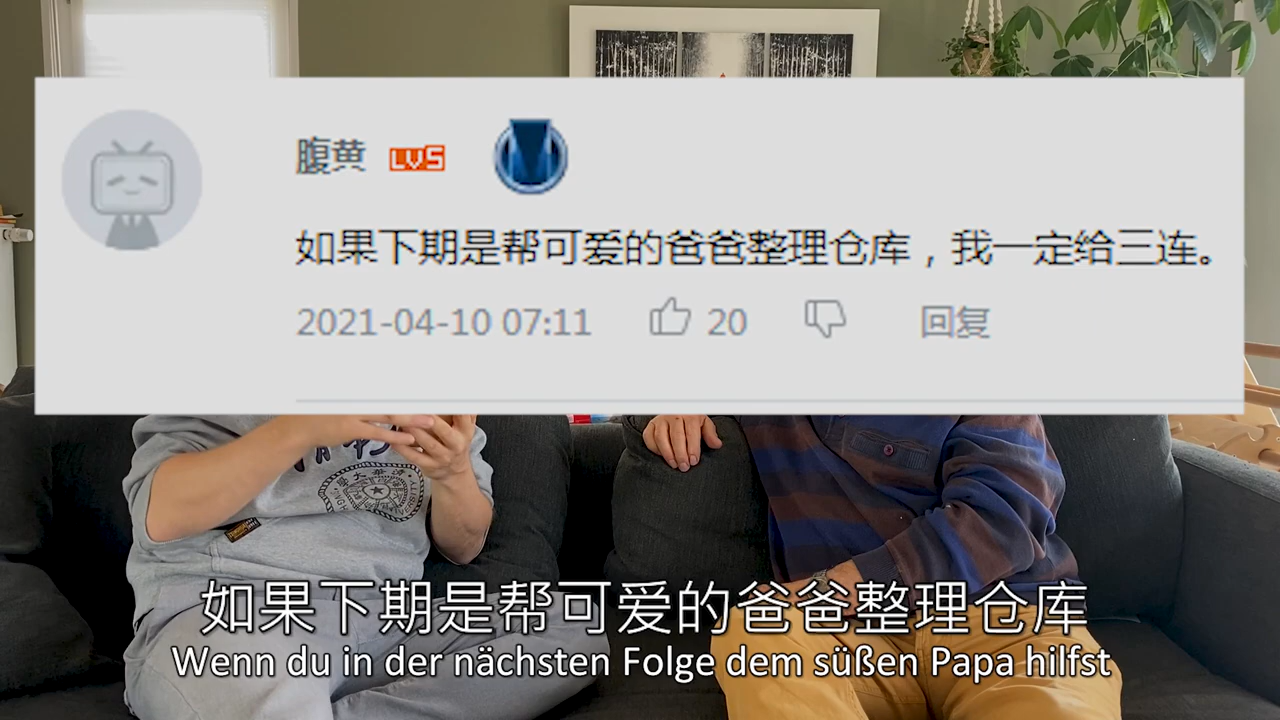 腹黄 LV5
如果下期是帮可爱的爸爸整理仓库，我一定给三连。
2021-04-10 07:11 20 回复
如果下期是帮可爱的爸爸整理仓库
Wenn du in der nächsten Folge dem süßen Papa hilfst